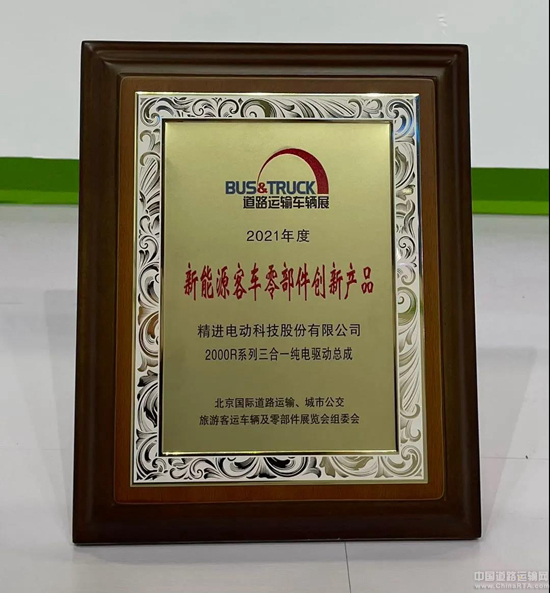 BUS&TRUCK
道路运输车辆展
2021年度
新能源客车零部件创新产品
精进电动科技股份有限公司
2000R系列三合一纯电驱动总成
北京国际道路运输、城市公交
旅游客运车辆及零部件展览会组委会
中国道路运输网
www.ChinaRTA.com